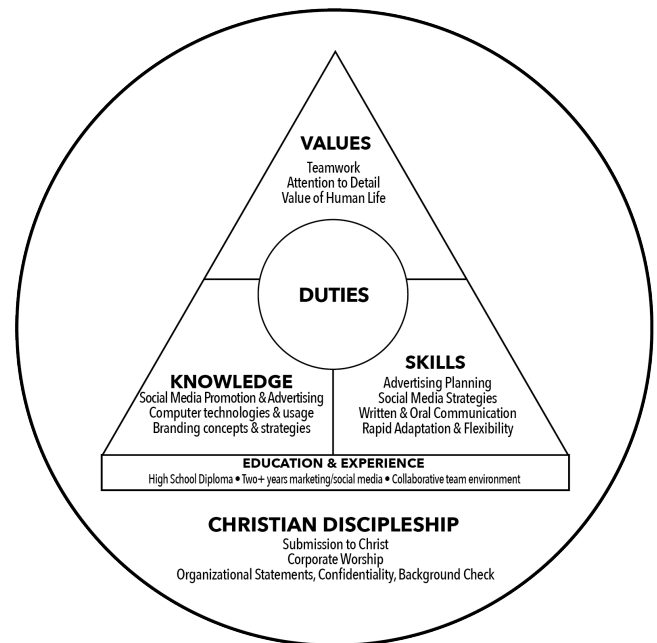 VALUES
Teamwork
Attention to Detail
Value of Human Life
DUTIES
KNOWLEDGE
Social Media Promotion & Advertising
Computer technologies & usage
Branding concepts & strategies
SKILLS
Advertising Planning
Social Media Strategies
Written & Oral Communication
Rapid Adaptation & Flexibility
EDUCATION & EXPERIENCE
High School Diploma • Two+ years marketing/social media • Collaborative team environment
CHRISTIAN DISCIPLESHIP
Submission to Christ
Corporate Worship
Organizational Statements, Confidentiality, Background Check